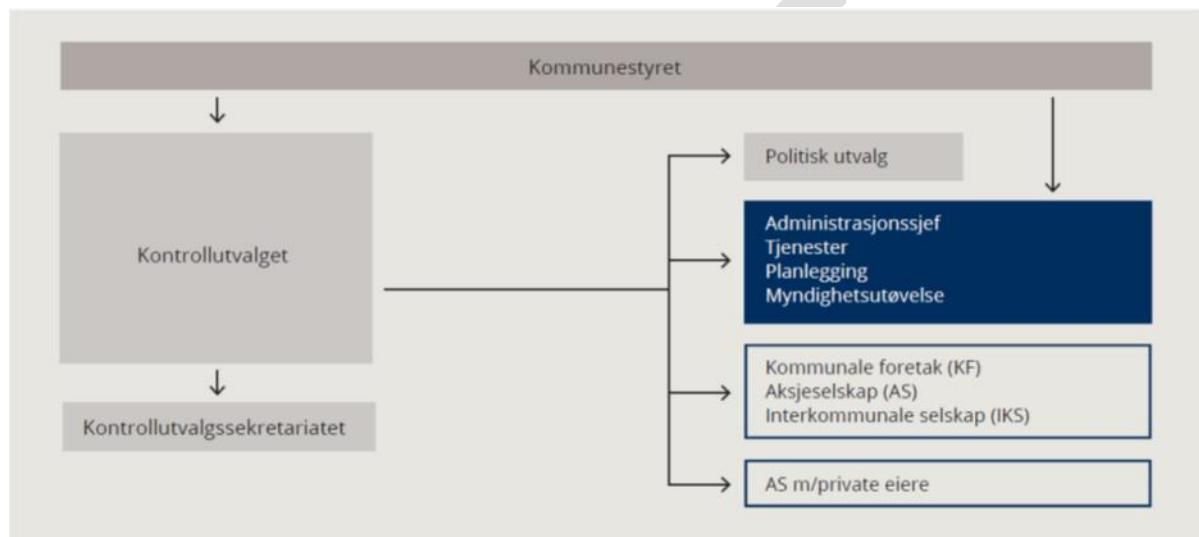 Kommunestyret
Kontrollutvalget
Kontrollutvalgssekretariatet
Politisk utvalg
Administrasjonssjef
Tjenester
Planlegging
Myndighetsutøvelse
Kommunale foretak (KF)
Aksjeselskap (AS)
Interkommunale selskap (IKS)
AS m/private eiere